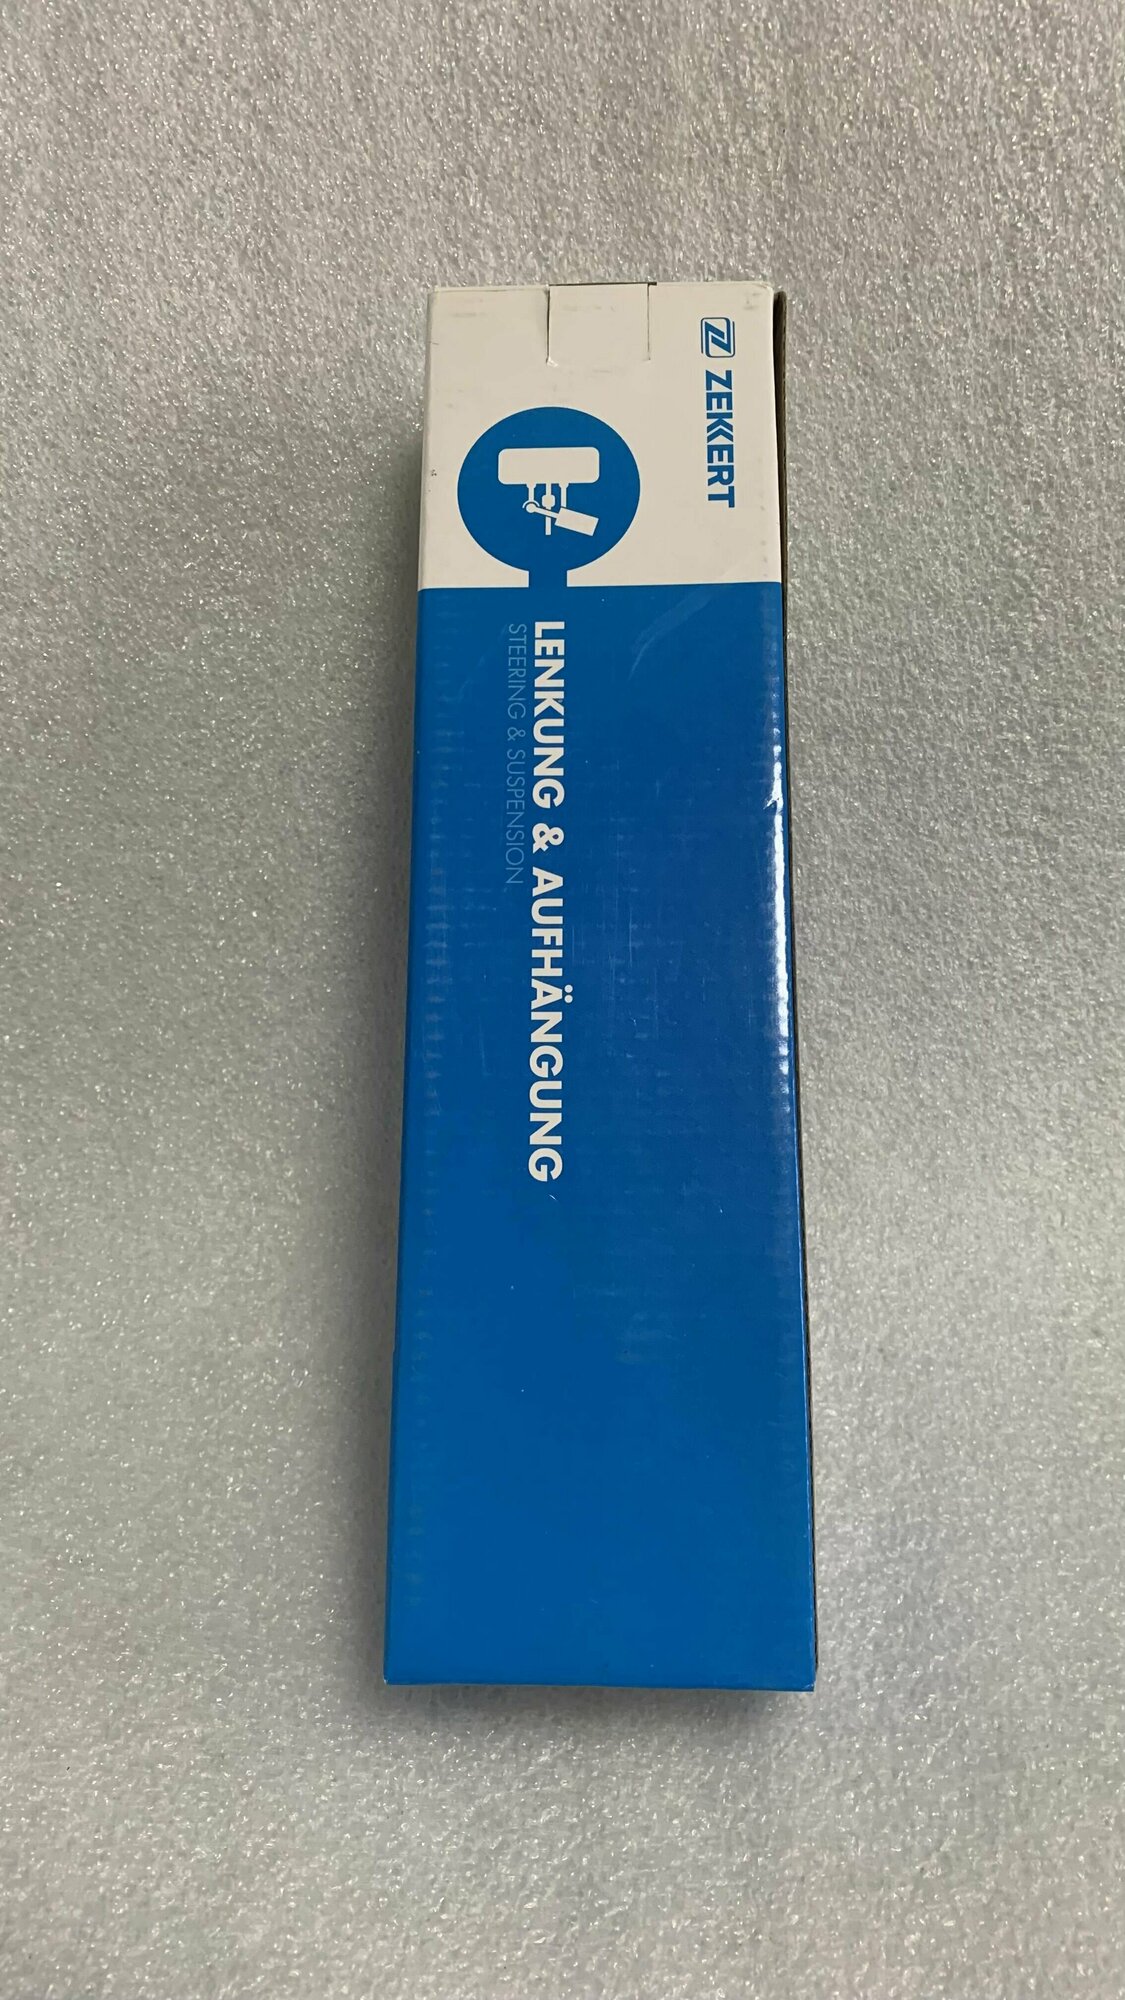 ZEKKERT
LENKUNG & AUFHÄNGUNG
STEERING & SUSPENSION